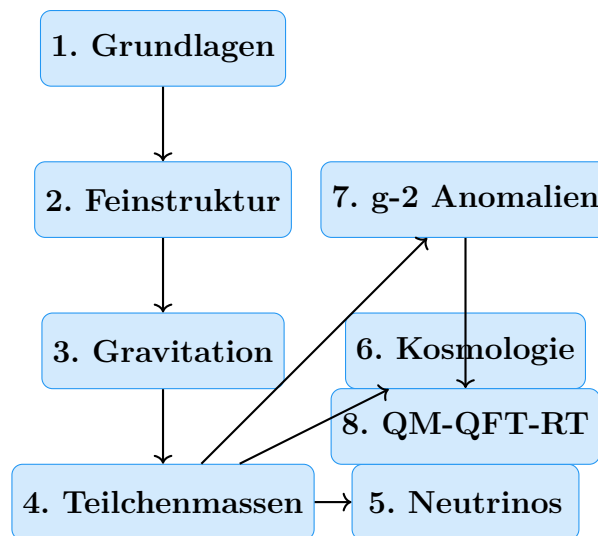 1. Grundlagen
2. Feinstruktur
7. g-2 Anomalien
3. Gravitation
6. Kosmologie
8. QM-QFT-RT
4. Teilchenmassen
5. Neutrinos